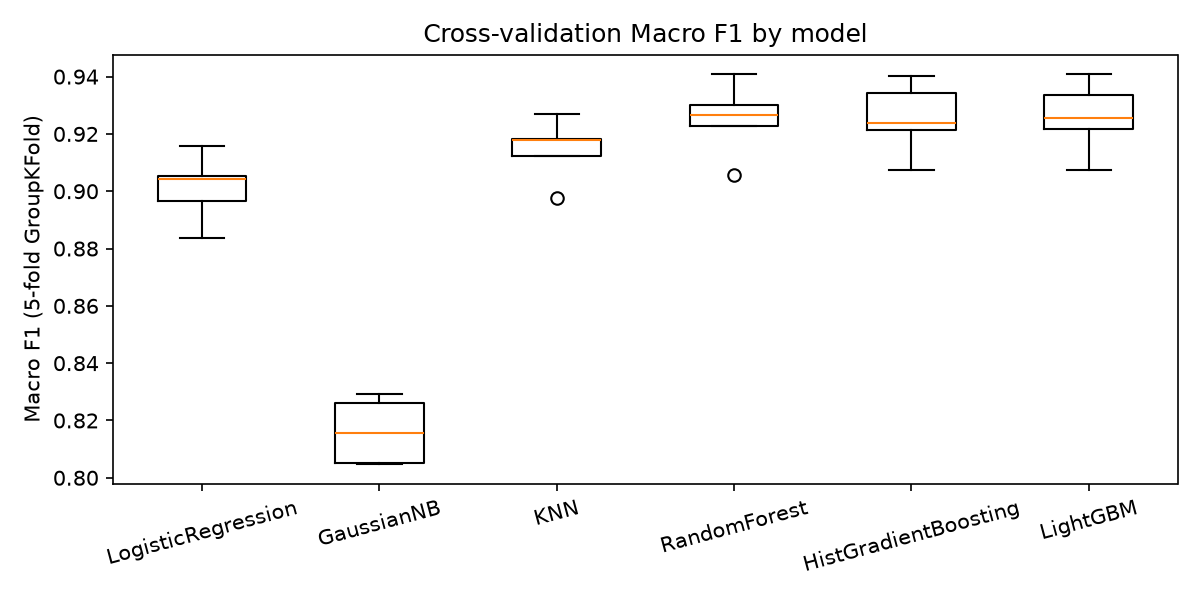 Cross-validation Macro F1 by model
Macro F1 (5-fold GroupKFold)
0.94
0.92
0.90
0.88
0.86
0.84
0.82
0.80
LogisticRegression
GaussianNB
KNN
RandomForest
HistGradientBoosting
LightGBM